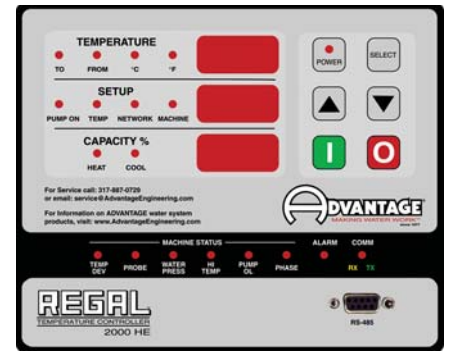 TEMPERATURE
TO FROM °C °F
SETUP
PUMP ON TEMP NETWORK MACHINE
CAPACITY %
HEAT COOL
POWER SELECT
I O
For Service call: 317-887-0729
or email: service@AdvantageEngineering.com
For Information on ADVANTAGE water system
products, visit: www.AdvantageEngineering.com
ADVANTAGE
MAKING WATER WORK
since 1977
MACHINE STATUS ALARM COMM
TEMP DEV PROBE WATER PRESS HI TEMP PUMP OL PHASE RX TX
REGAL
TEMPERATURE CONTROLLER
2000 HE
RS-485